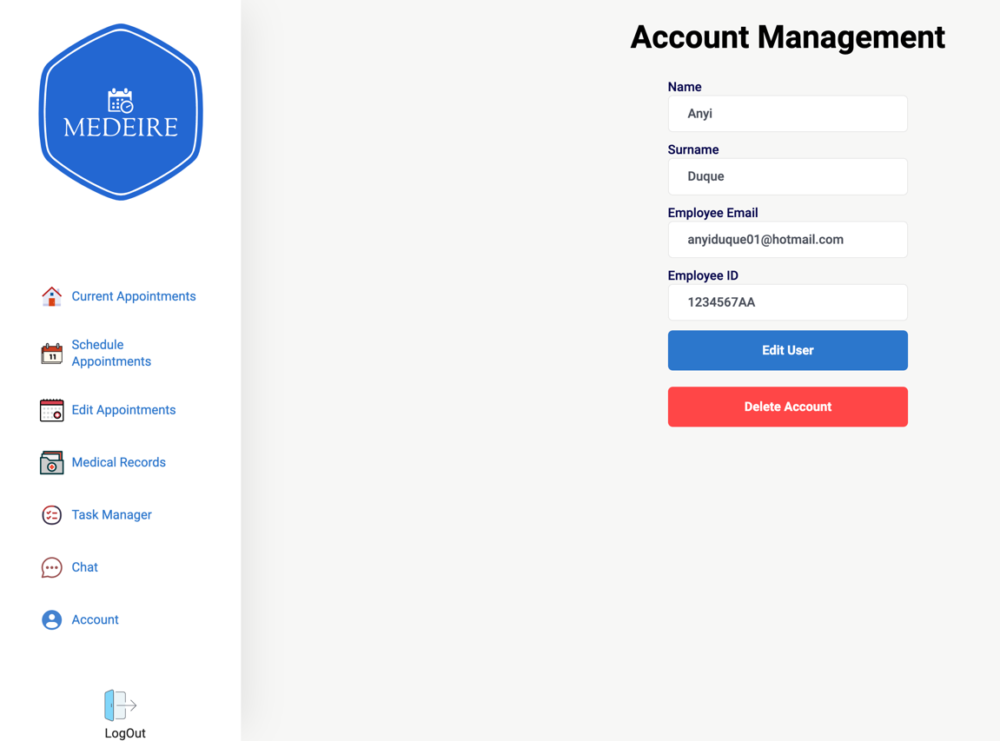 MEDEIRE
Current Appointments
Schedule
Appointments
11
Edit Appointments
Medical Records
Task Manager
Chat
Account
LogOut
Account Management
Name
Anyi
Surname
Duque
Employee Email
anyiduque01@hotmail.com
Employee ID
1234567AA
Edit User
Delete Account